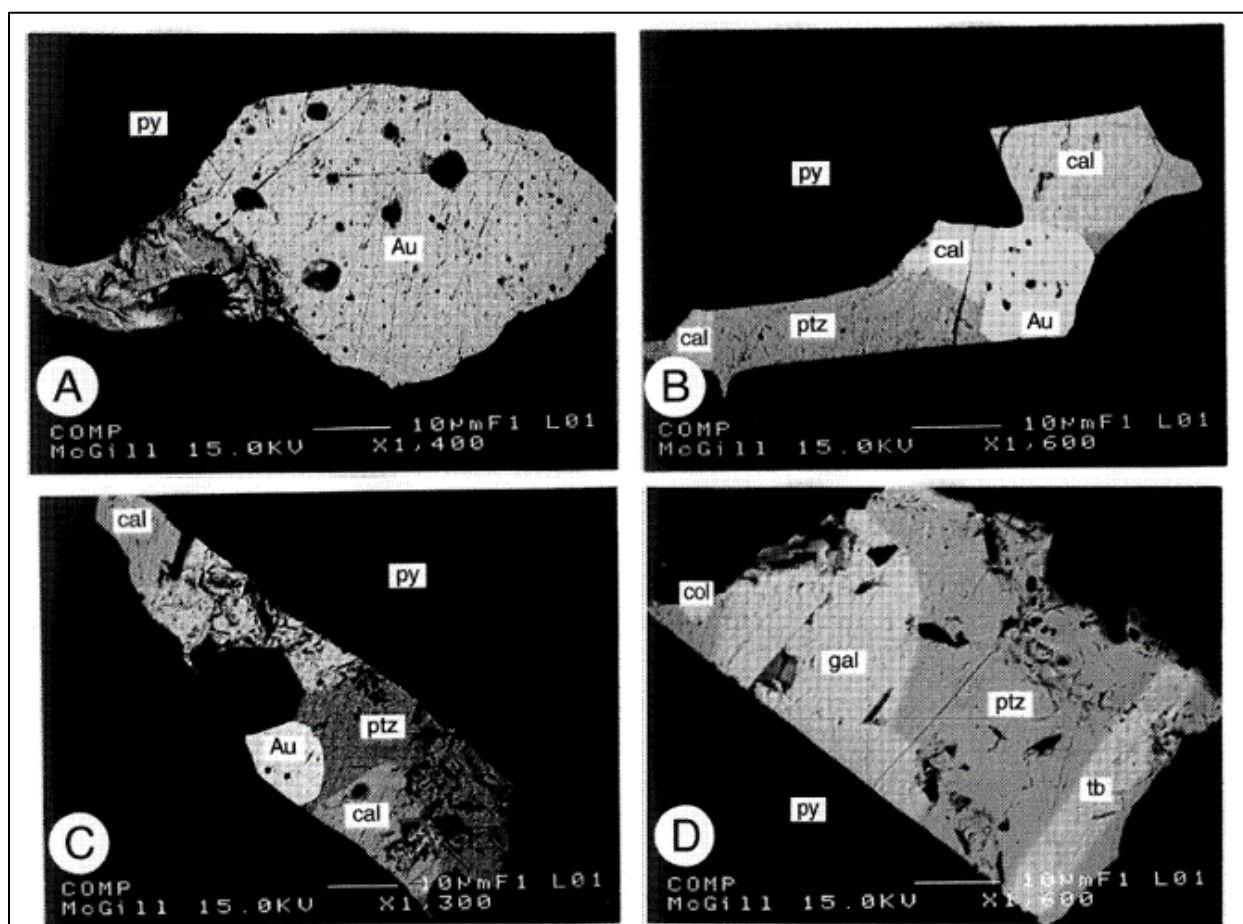 py
Au
A
COMP 10µmF1 L01
McGill 15.0KV X1,400
cal
py
cal
Au
ptz
cal
B
COMP 10µmF1 L01
McGill 15.0KV X1,600
cal
py
ptz
Au
cal
C
COMP 10µmF1 L01
McGill 15.0KV X1,300
col
gal
ptz
tb
py
D
COMP 10µmF1 L01
McGill 15.0KV X1,600